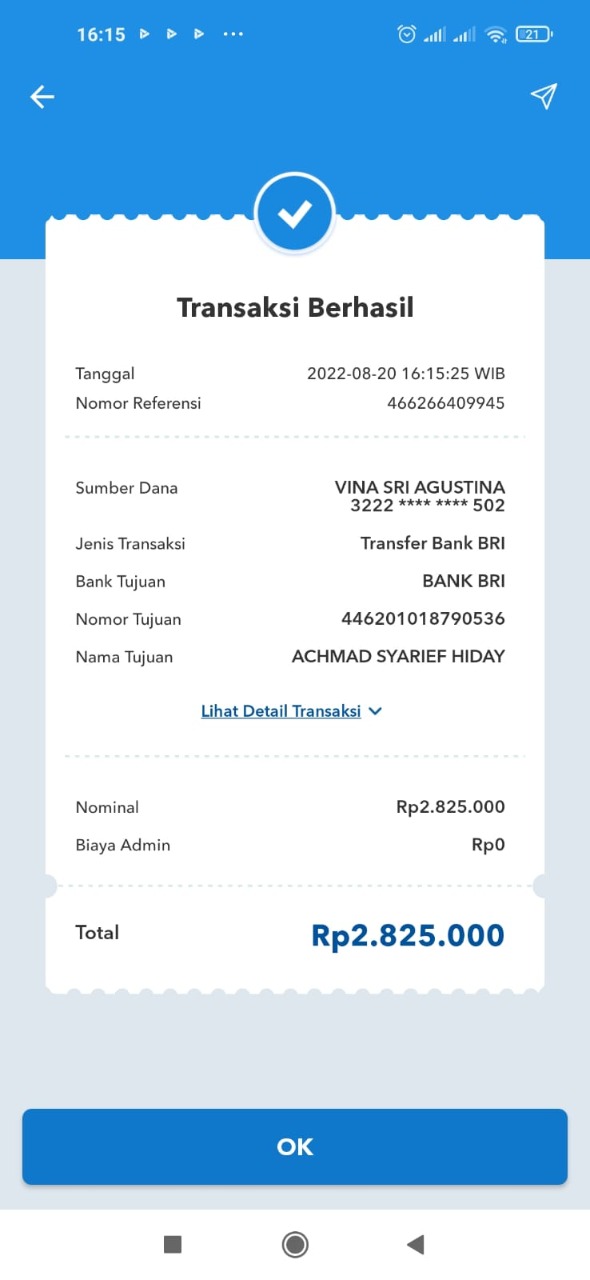 16:15
21
Transaksi Berhasil
Tanggal 2022-08-20 16:15:25 WIB
Nomor Referensi 466266409945
Sumber Dana VINA SRI AGUSTINA
3222 **** **** 502
Jenis Transaksi Transfer Bank BRI
Bank Tujuan BANK BRI
Nomor Tujuan 446201018790536
Nama Tujuan ACHMAD SYARIEF HIDAY
Lihat Detail Transaksi
Nominal Rp2.825.000
Biaya Admin Rp0
Total Rp2.825.000
OK